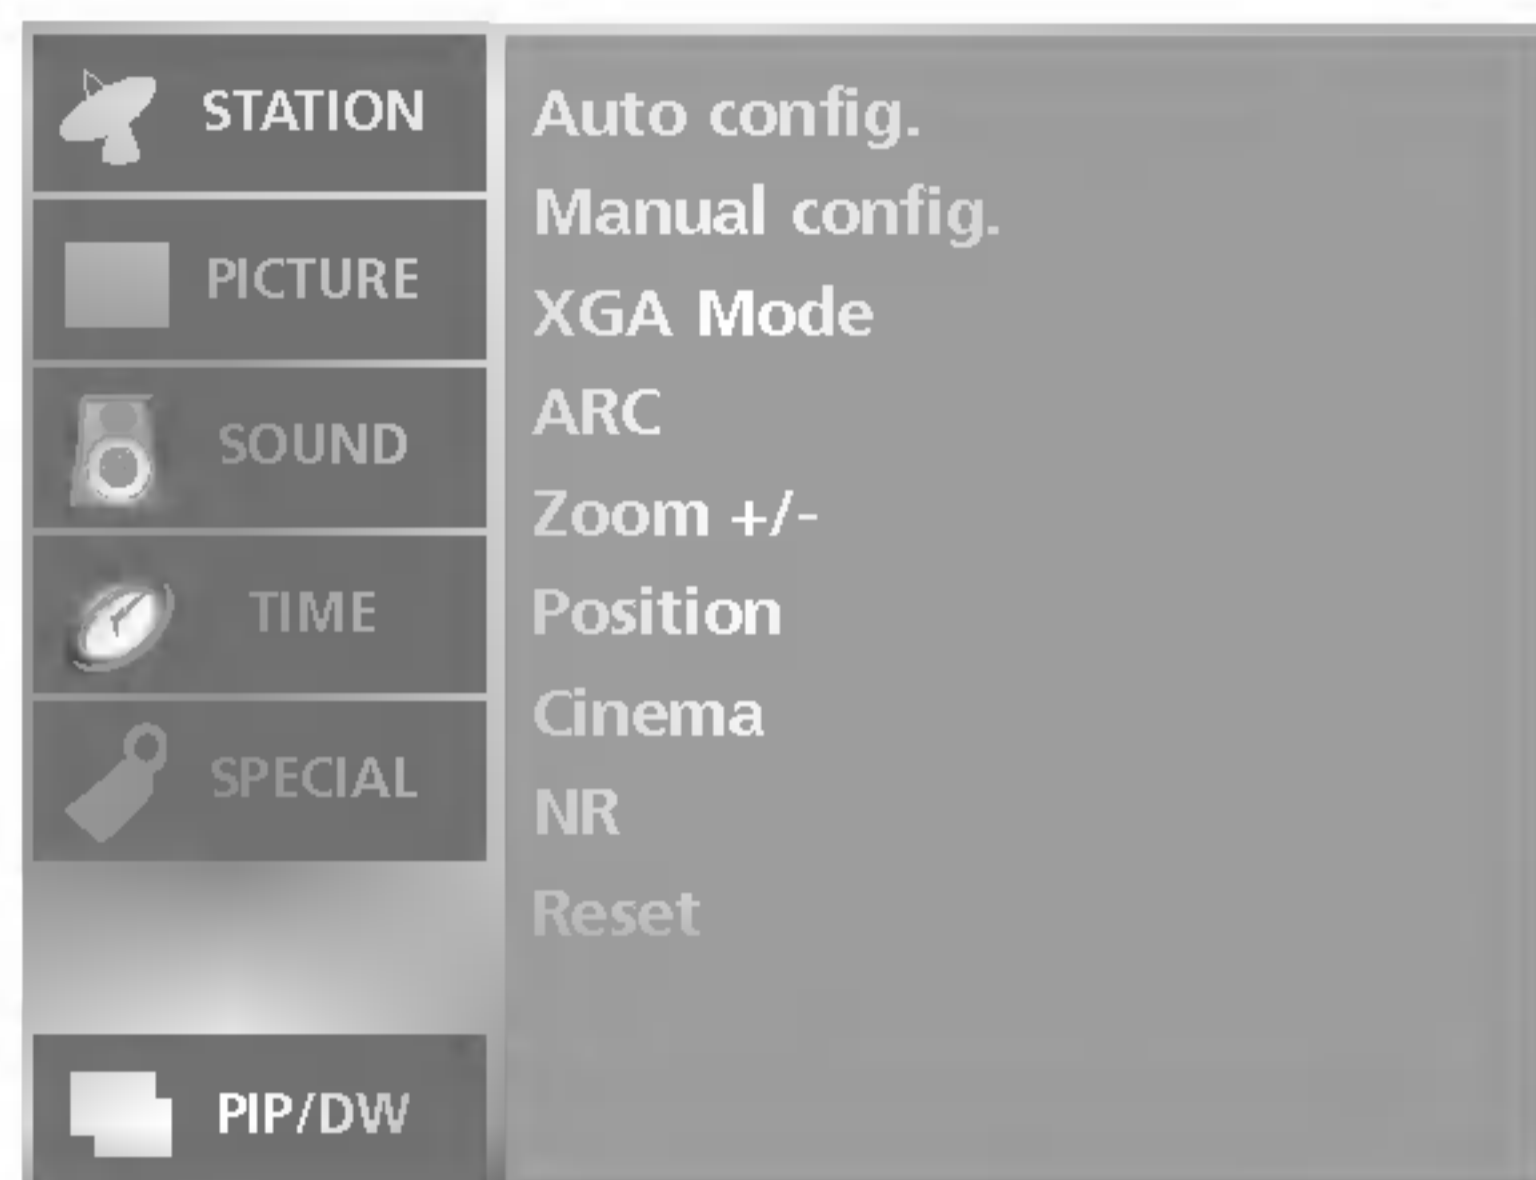 STATION
PICTURE
SOUND
TIME
SPECIAL
PIP/DW
Auto config.
Manual config.
XGA Mode
ARC
Zoom +/-
Position
Cinema
NR
Reset